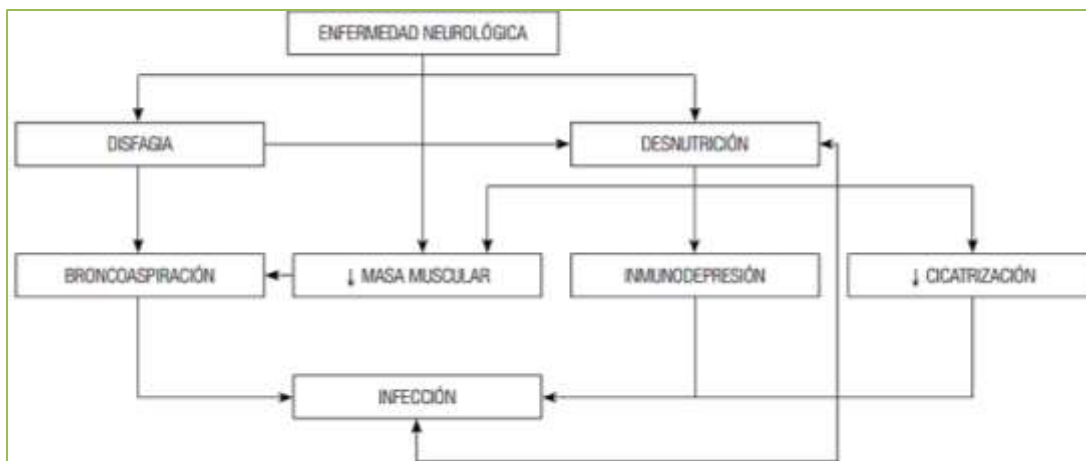 ENFERMEDAD NEUROLÓGICA
DISFAGIA
DESNUTRICIÓN
BRONCOASPIRACIÓN
↓ MASA MUSCULAR
INMUNODEPRESIÓN
↓ CICATRIZACIÓN
INFECCIÓN